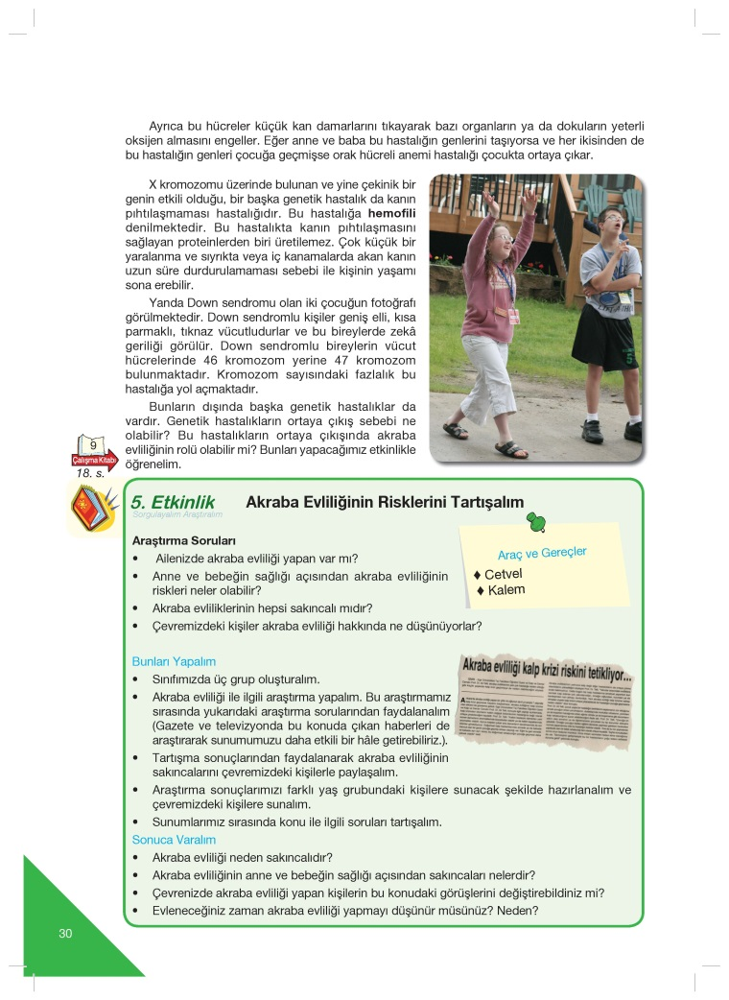 Ayrıca bu hücreler küçük kan damarlarını tıkayarak bazı organların ya da dokuların yeterli
oksijen almasını engeller. Eğer anne ve baba bu hastalığın genlerini taşıyorsa ve her ikisinden de
bu hastalığın genleri çocuğa geçmişse orak hücreli anemi hastalığı çocukta ortaya çıkar.
X kromozomu üzerinde bulunan ve yine çekinik bir
genin etkili olduğu, bir başka genetik hastalık da kanın
pıhtılaşmaması hastalığıdır. Bu hastalığa hemofili
denilmektedir. Bu hastalıkta kanın pıhtılaşmasını
sağlayan proteinlerden biri üretilemez. Çok küçük bir
yaralanma ve sıyrıkta veya iç kanamalarda akan kanın
uzun süre durdurulamaması sebebi ile kişinin yaşamı
sona erebilir.
Yanda Down sendromu olan iki çocuğun fotoğrafı
görülmektedir. Down sendromlu kişiler geniş elli, kısa
parmaklı, tıknaz vücutludurlar ve bu bireylerde zekâ
geriliği görülür. Down sendromlu bireylerin vücut
hücrelerinde 46 kromozom yerine 47 kromozom
bulunmaktadır. Kromozom sayısındaki fazlalık bu
hastalığa yol açmaktadır.
Bunların dışında başka genetik hastalıklar da
vardır. Genetik hastalıkların ortaya çıkış sebebi ne
olabilir? Bu hastalıkların ortaya çıkışında akraba
evliliğinin rolü olabilir mi? Bunları yapacağımız etkinlikle
öğrenelim.
9
Çalışma Kitabı
18. s.
5. Etkinlik Akraba Evliliğinin Risklerini Tartışalım
Sorgulayalım Araştıralım
Araştırma Soruları
• Ailenizde akraba evliliği yapan var mı?
• Anne ve bebeğin sağlığı açısından akraba evliliğinin
riskleri neler olabilir?
• Akraba evliliklerinin hepsi sakıncalı mıdır?
• Çevremizdeki kişiler akraba evliliği hakkında ne düşünüyorlar?
Araç ve Gereçler
♦ Cetvel
♦ Kalem
Bunları Yapalım
• Sınıfımızda üç grup oluşturalım.
• Akraba evliliği ile ilgili araştırma yapalım. Bu araştırmamız
sırasında yukarıdaki araştırma sorularından faydalanalım
(Gazete ve televizyonda bu konuda çıkan haberleri de
araştırarak sunumumuzu daha etkili bir hâle getirebiliriz.).
• Tartışma sonuçlarından faydalanarak akraba evliliğinin
sakıncalarını çevremizdeki kişilerle paylaşalım.
• Araştırma sonuçlarımızı farklı yaş grubundaki kişilere sunacak şekilde hazırlanalım ve
çevremizdeki kişilere sunalım.
• Sunumlarımız sırasında konu ile ilgili soruları tartışalım.
Akraba evliliği kalp krizi riskini tetikliyor...
Sonuca Varalım
• Akraba evliliği neden sakıncalıdır?
• Akraba evliliğinin anne ve bebeğin sağlığı açısından sakıncaları nelerdir?
• Çevrenizde akraba evliliği yapan kişilerin bu konudaki görüşlerini değiştirebildiniz mi?
• Evleneceğiniz zaman akraba evliliği yapmayı düşünür müsünüz? Neden?
30